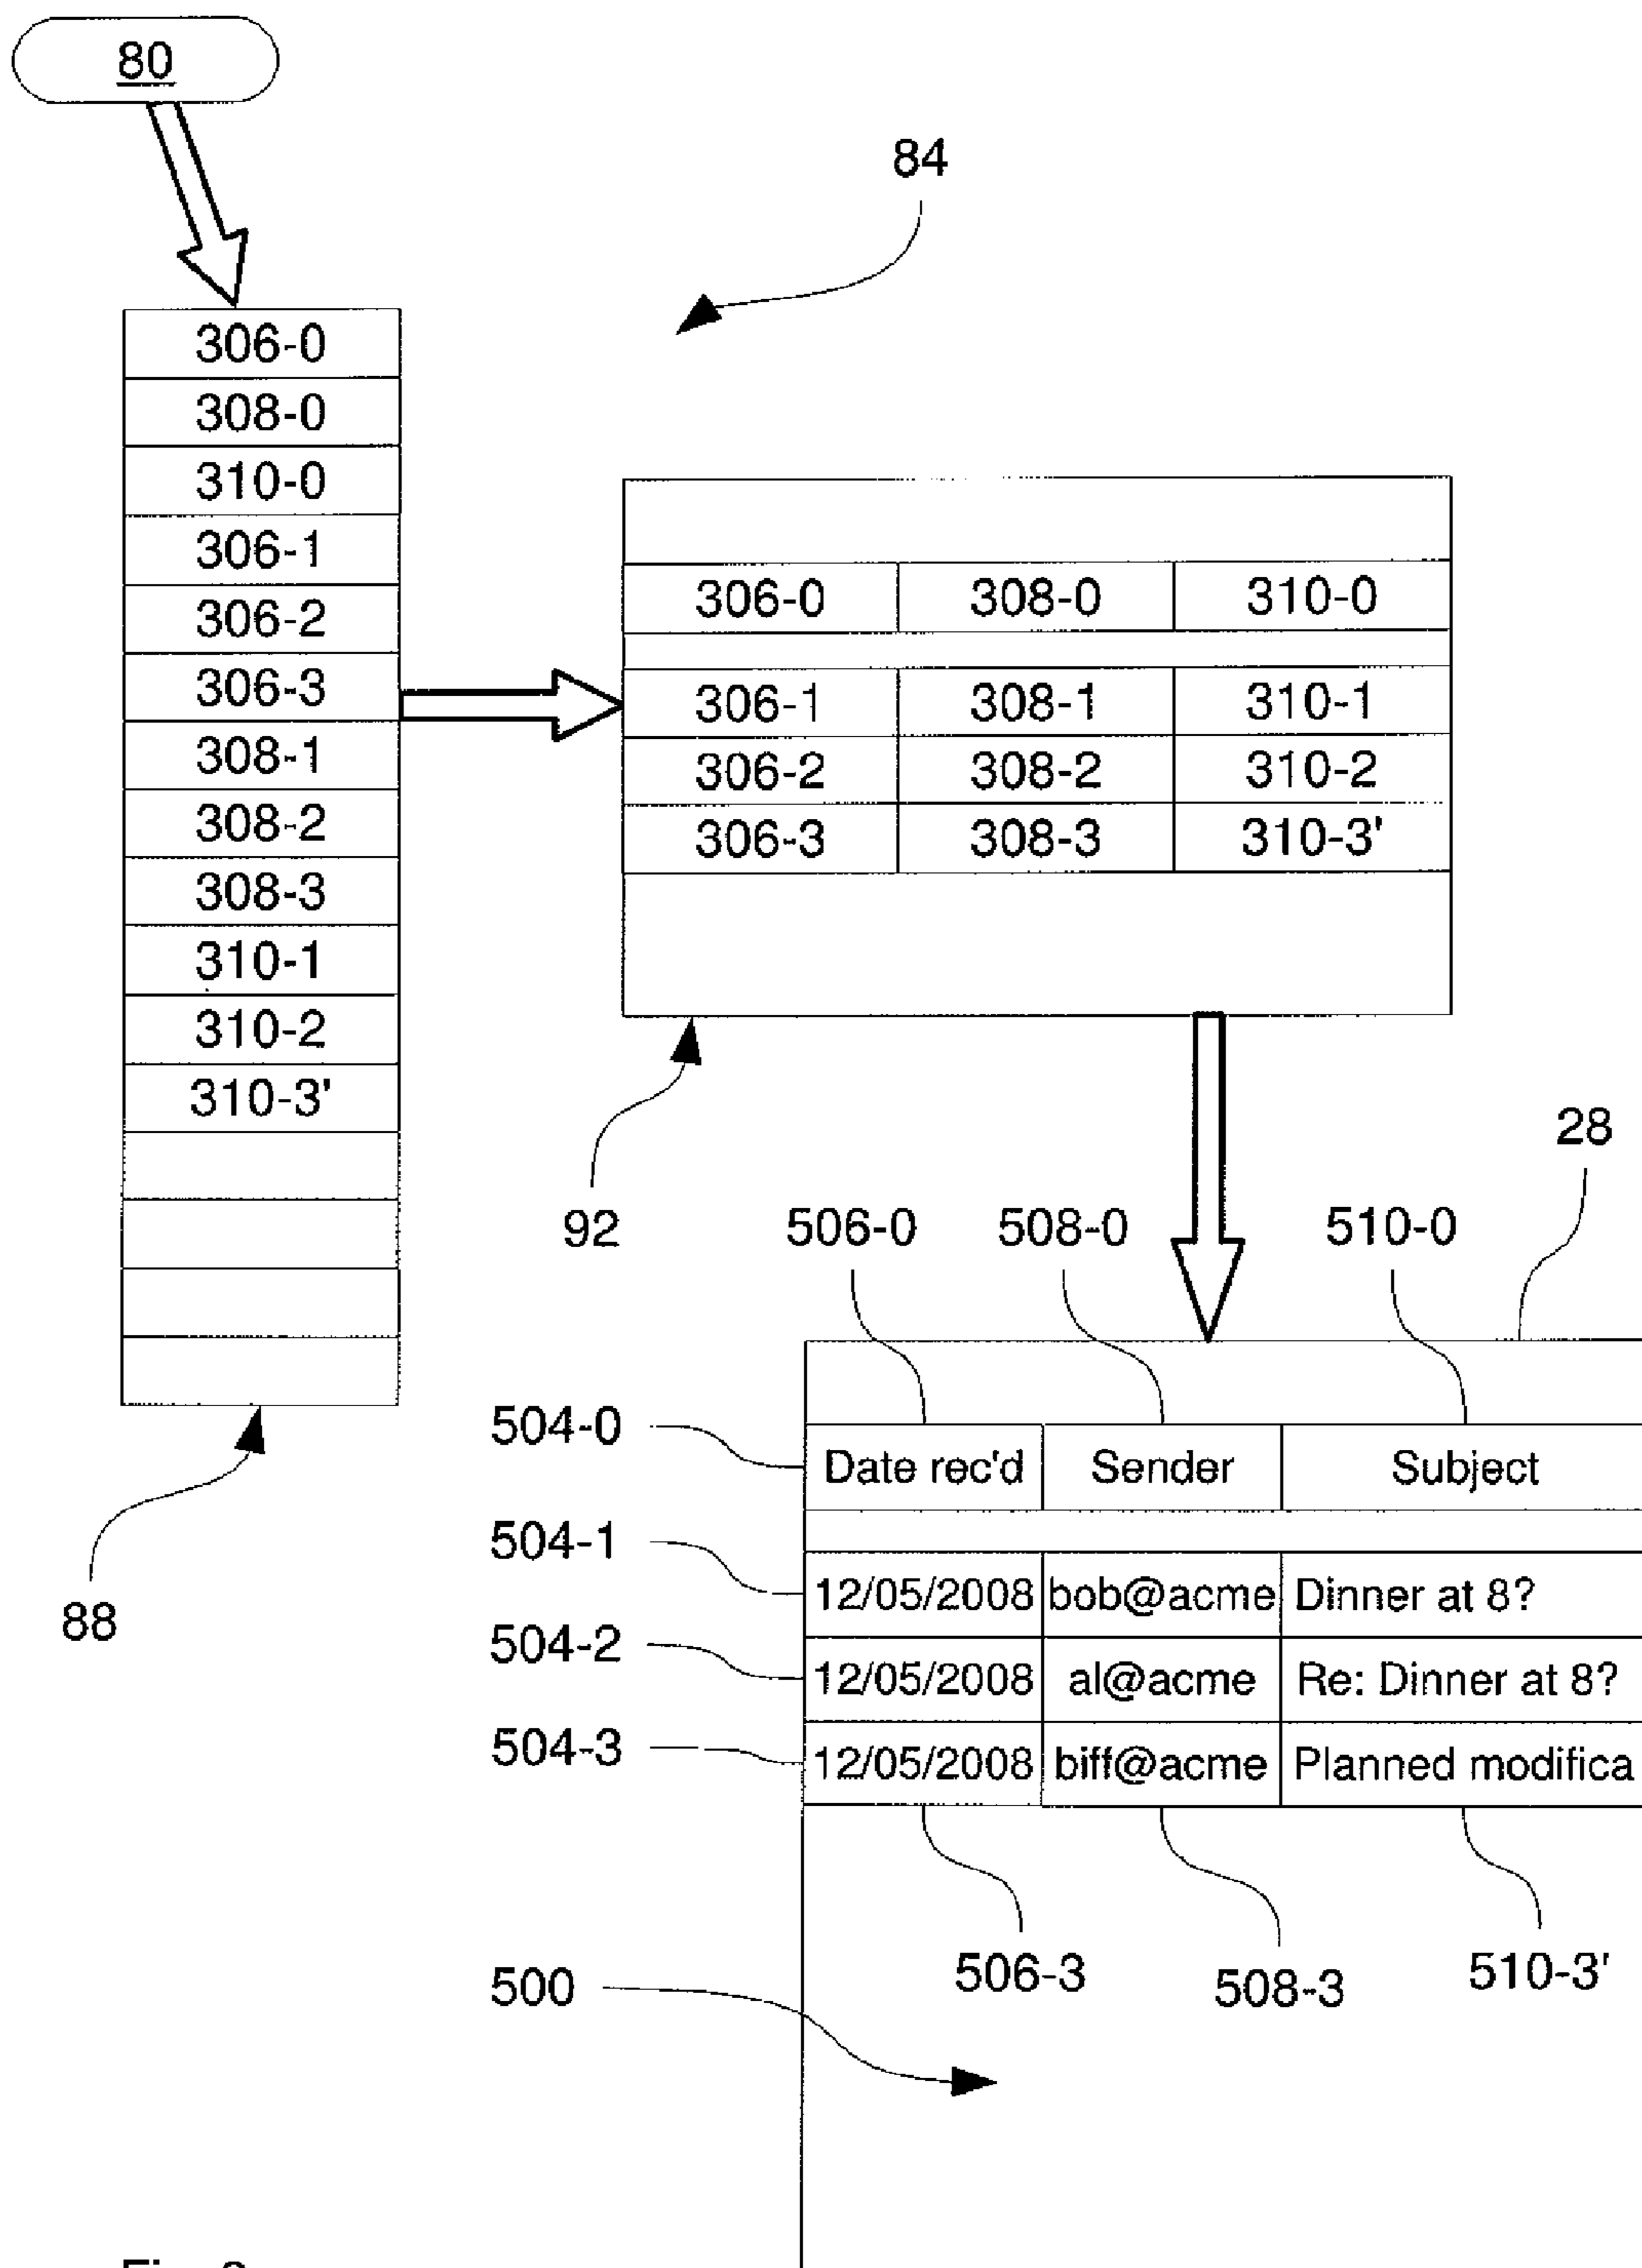 80
84
306-0
308-0
310-0
306-1
306-2
306-3
308-1
308-2
308-3
310-1
310-2
310-3'
88
306-0 308-0 310-0
306-1 308-1 310-1
306-2 308-2 310-2
306-3 308-3 310-3'
92
28
506-0 508-0 510-0
504-0
Date rec'd Sender Subject
504-1
12/05/2008 bob@acme Dinner at 8?
504-2
12/05/2008 al@acme Re: Dinner at 8?
504-3
12/05/2008 biff@acme Planned modifica
506-3 508-3 510-3'
500